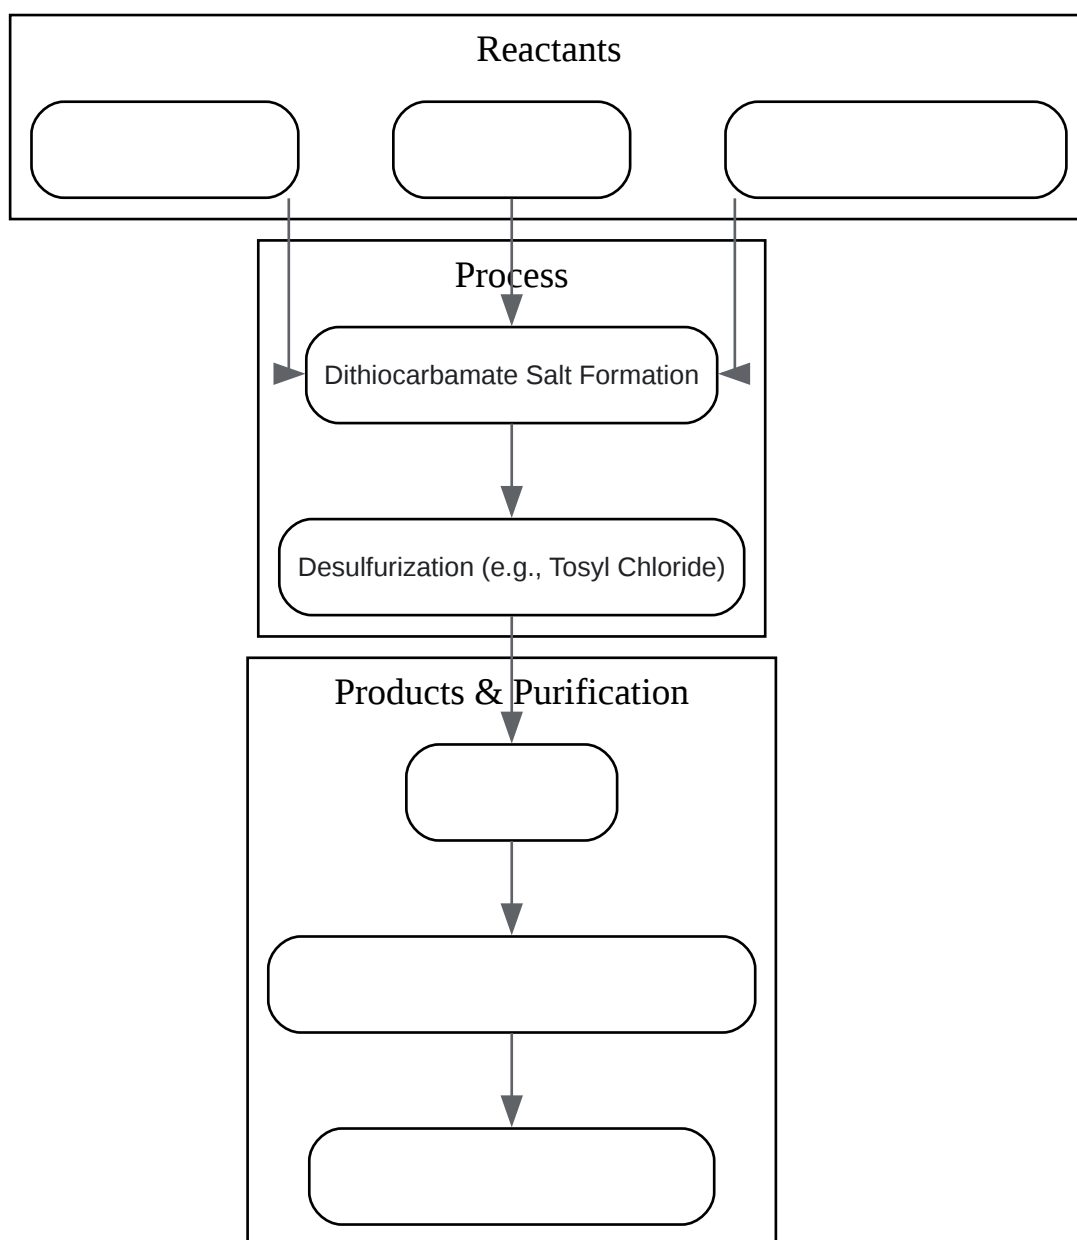 Reactants
Process
Dithiocarbamate Salt Formation
Desulfurization (e.g., Tosyl Chloride)
Products & Purification